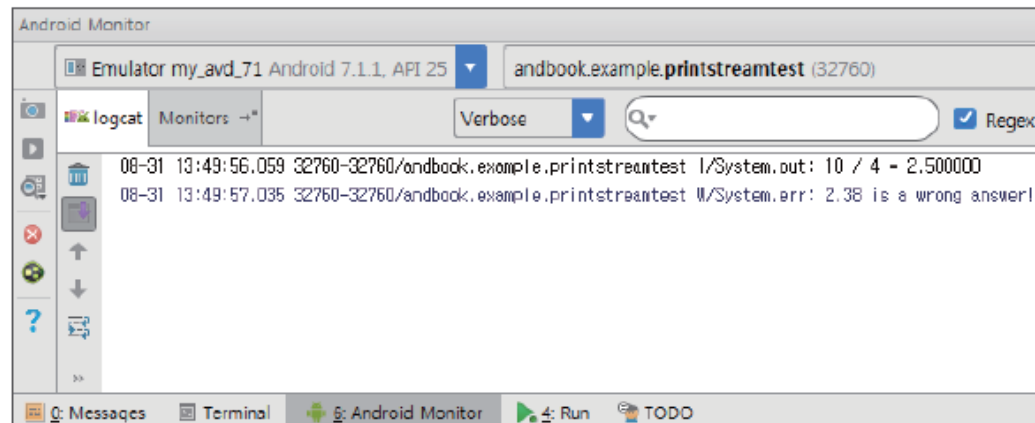 Android Monitor
Emulator my_avd_71 Android 7.1.1, API 25 andbook.example.printstreamtest (32760)
logcat Monitors Verbose Regex
08-31 13:49:56.059 32760-32760/andbook.example.printstreamtest I/System.out: 10 / 4 = 2.500000
08-31 13:49:57.035 32760-32760/andbook.example.printstreamtest W/System.err: 2.38 is a wrong answer!
?
0: Messages Terminal 6: Android Monitor 4: Run TODO